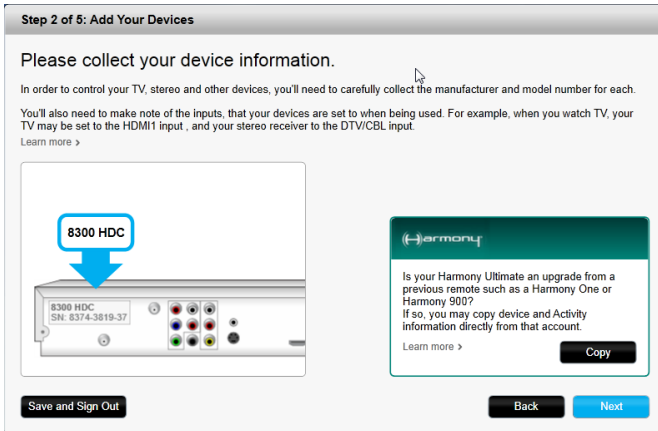 Step 2 of 5: Add Your Devices
Please collect your device information.
In order to control your TV, stereo and other devices, you'll need to carefully collect the manufacturer and model number for each.
You'll also need to make note of the inputs, that your devices are set to when being used. For example, when you watch TV, your
TV may be set to the HDMI1 input , and your stereo receiver to the DTV/CBL input.
Learn more >
8300 HDC
8300 HDC
SN: 8374-3819-37
Harmony
Is your Harmony Ultimate an upgrade from a
previous remote such as a Harmony One or
Harmony 900?
If so, you may copy device and Activity
information directly from that account.
Learn more >
Copy
Save and Sign Out
Back
Next